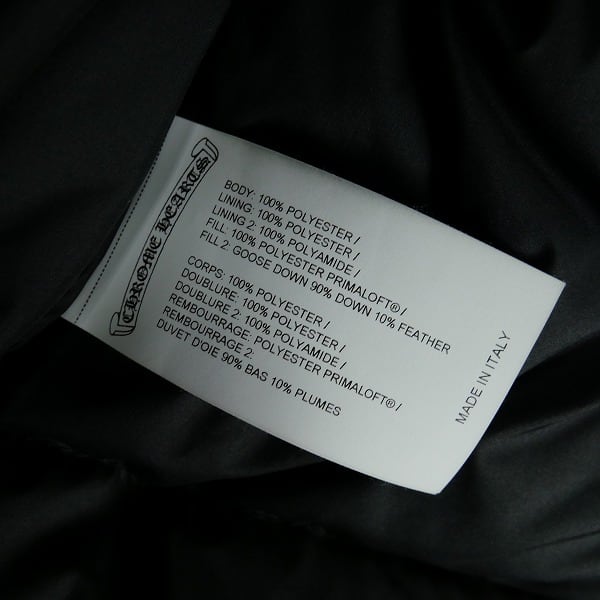 CHROME HEARTS
BODY: 100% POLYESTER /
LINING: 100% POLYESTER /
LINING 2: 100% POLYAMIDE /
FILL: 100% POLYESTER PRIMALOFT® /
FILL 2: GOOSE DOWN 90% DOWN 10% FEATHER
CORPS: 100% POLYESTER /
DOUBLURE: 100% POLYESTER /
DOUBLURE 2: 100% POLYAMIDE /
REMBOURRAGE: POLYESTER PRIMALOFT® /
REMBOURRAGE 2:
DUVET D'OIE 90% BAS 10% PLUMES
MADE IN ITALY